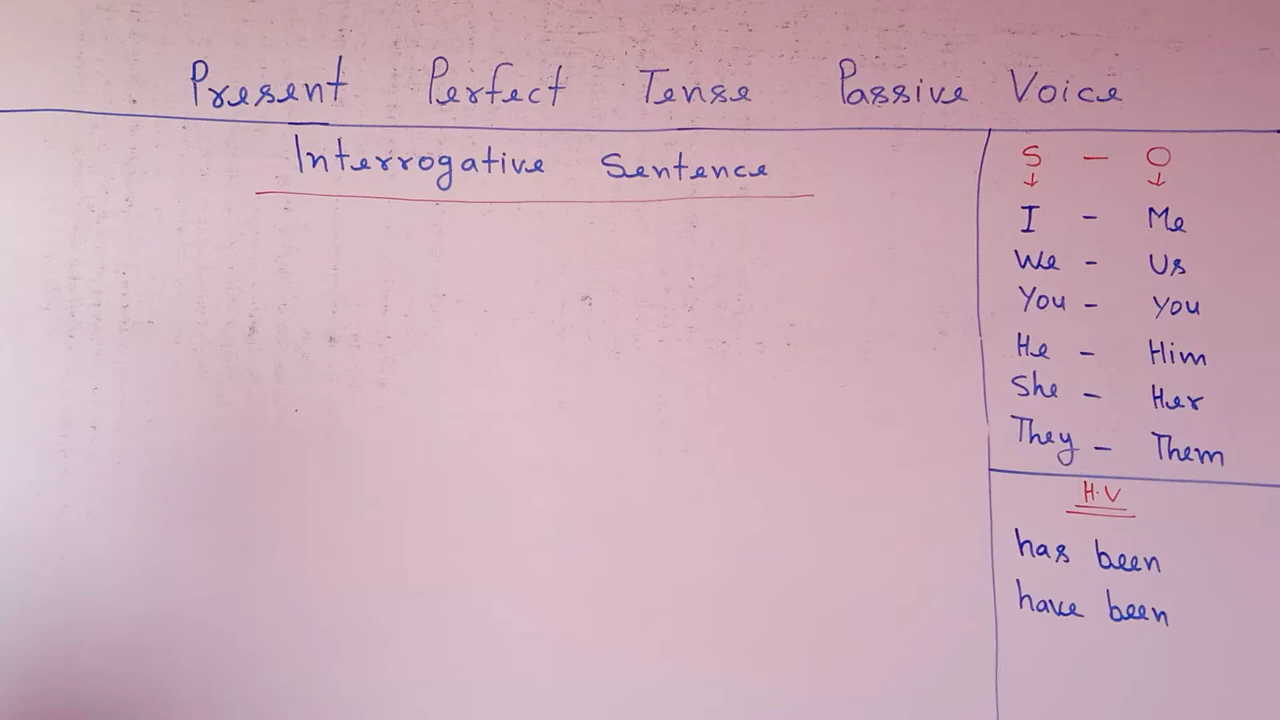 Present Perfect Tense Passive Voice
Interrogative Sentence
S - O
↓ ↓
I - Me
We - Us
You - You
He - Him
She - Her
They - Them
H.V
has been
have been